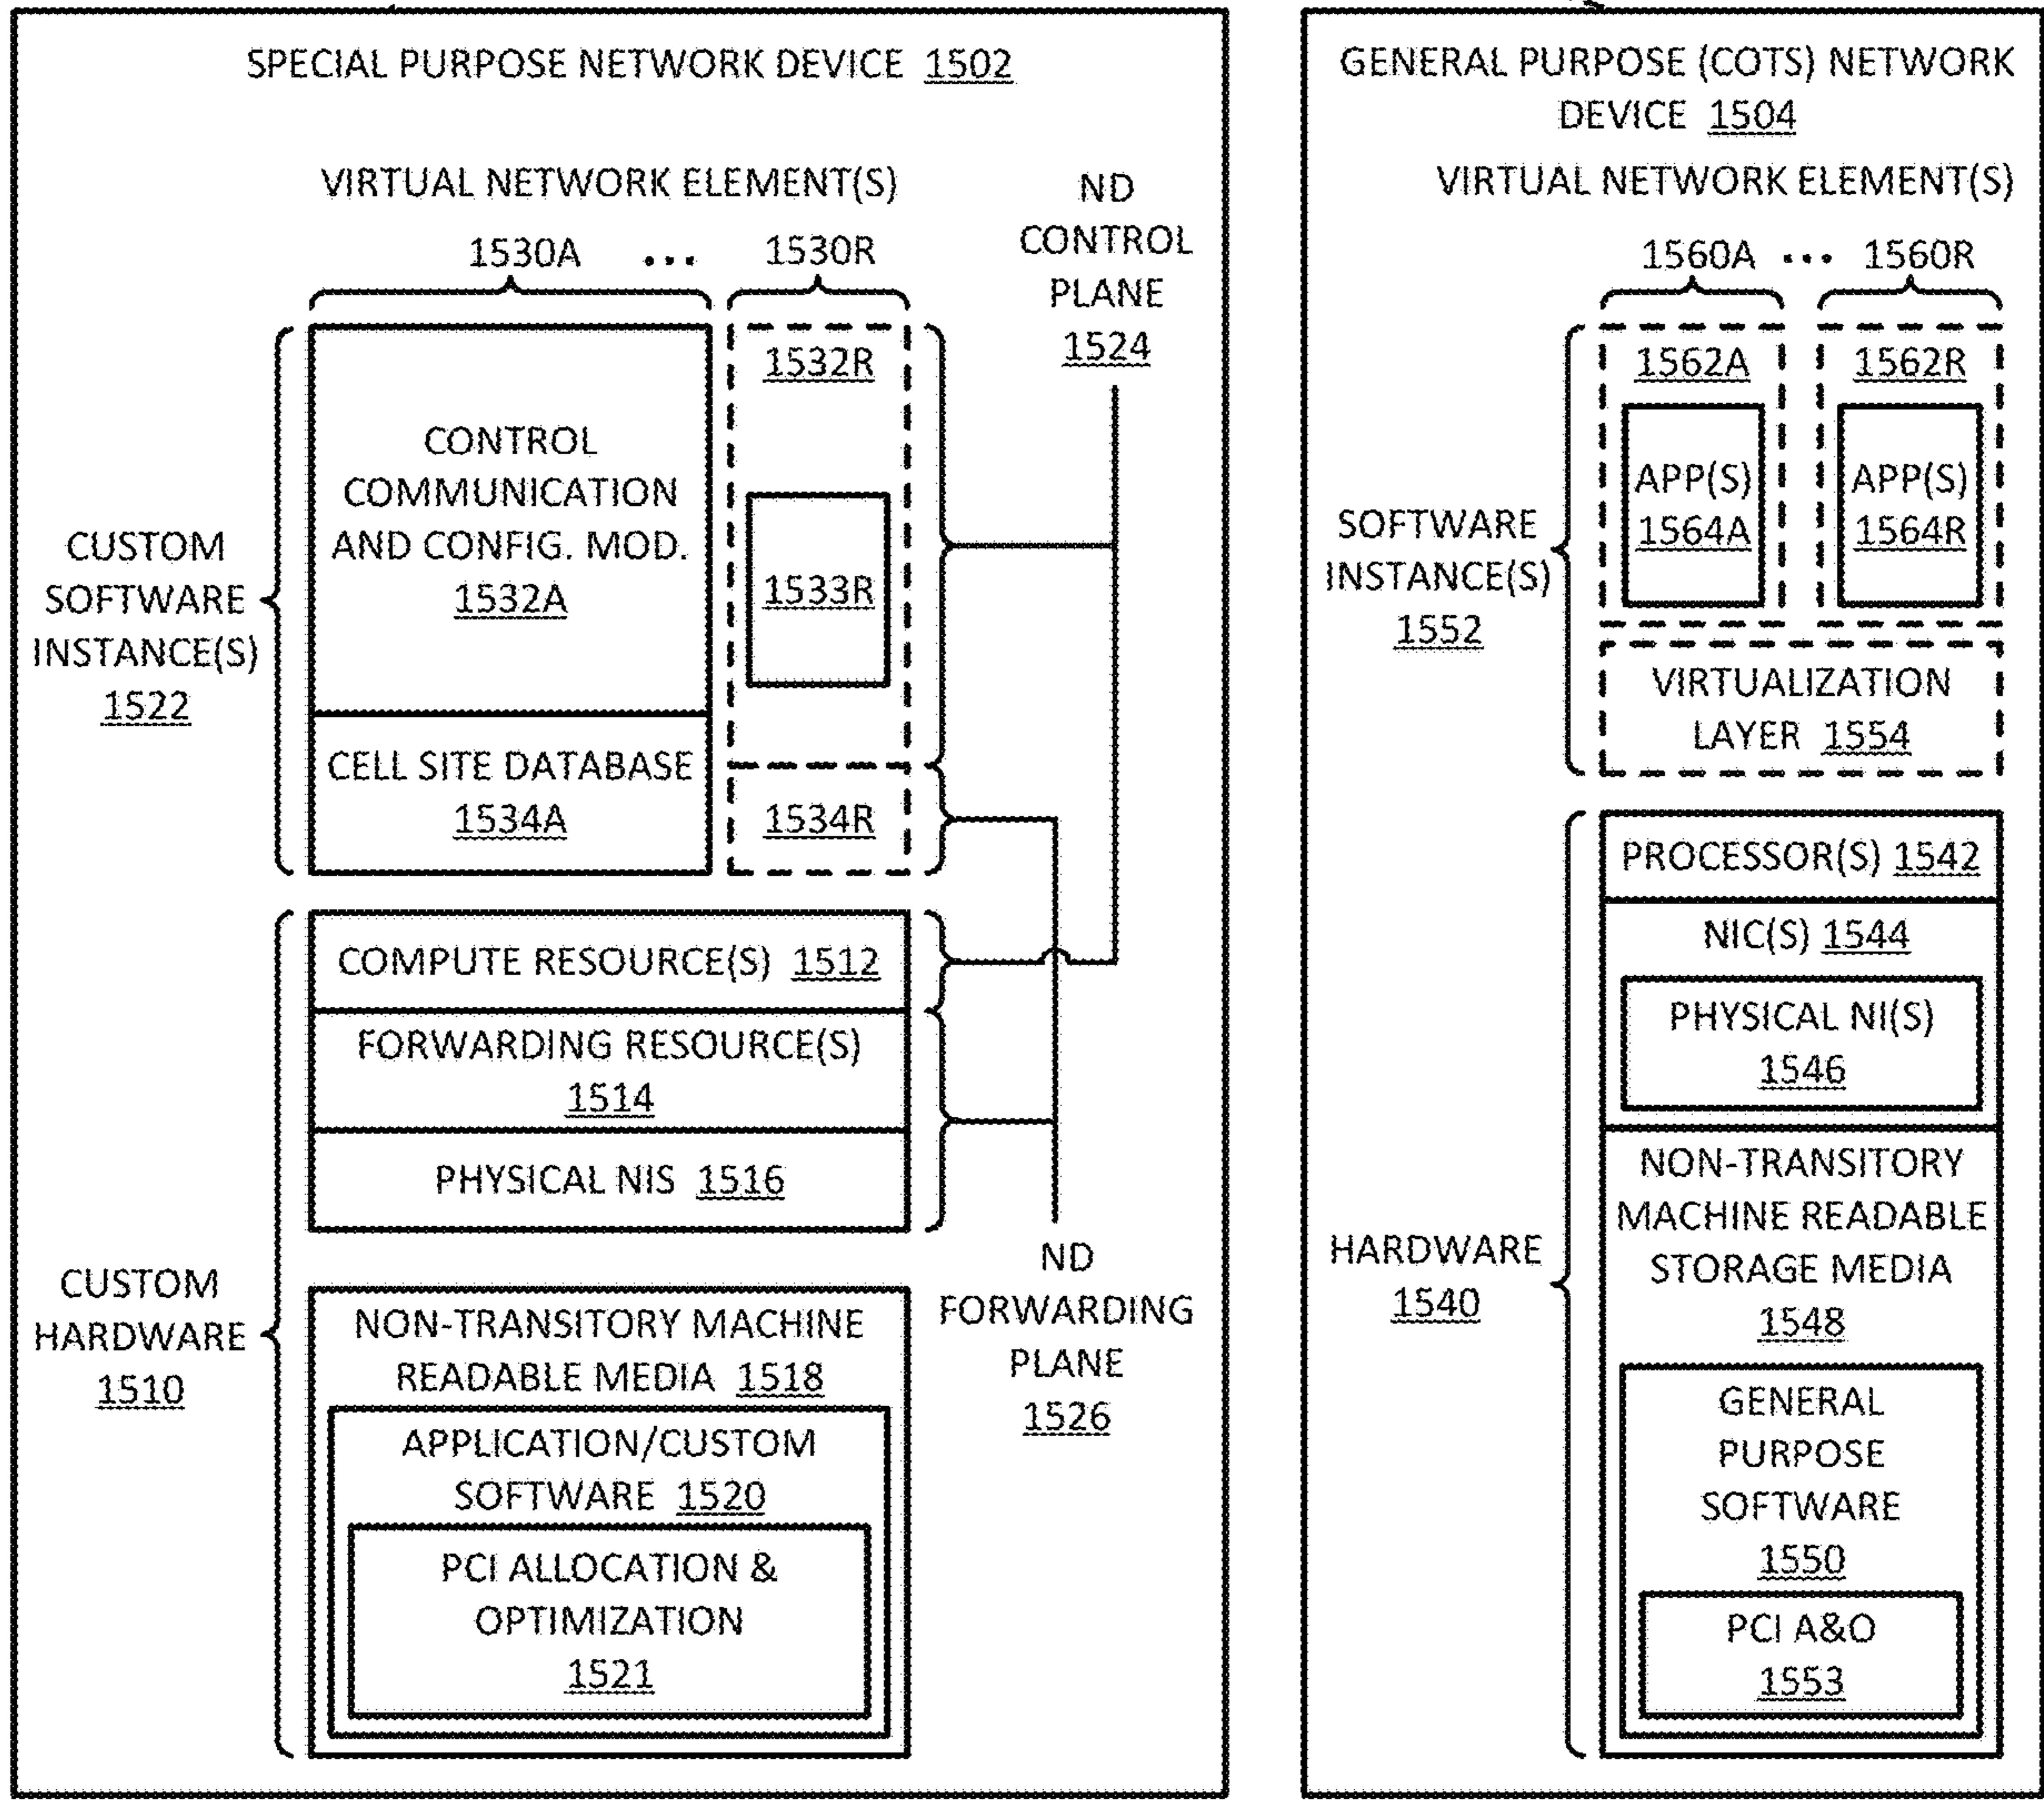 SPECIAL PURPOSE NETWORK DEVICE 1502
VIRTUAL NETWORK ELEMENT(S)
1530A ... 1530R
ND
CONTROL
PLANE
1524
CUSTOM
SOFTWARE
INSTANCE(S)
1522
CONTROL
COMMUNICATION
AND CONFIG. MOD.
1532A
1532R
1533R
CELL SITE DATABASE
1534A
1534R
CUSTOM
HARDWARE
1510
COMPUTE RESOURCE(S) 1512
FORWARDING RESOURCE(S)
1514
PHYSICAL NIS 1516
ND
FORWARDING
PLANE
1526
NON-TRANSITORY MACHINE
READABLE MEDIA 1518
APPLICATION/CUSTOM
SOFTWARE 1520
PCI ALLOCATION &
OPTIMIZATION
1521
GENERAL PURPOSE (COTS) NETWORK
DEVICE 1504
VIRTUAL NETWORK ELEMENT(S)
1560A ... 1560R
SOFTWARE
INSTANCE(S)
1552
1562A
APP(S)
1564A
1562R
APP(S)
1564R
VIRTUALIZATION
LAYER 1554
HARDWARE
1540
PROCESSOR(S) 1542
NIC(S) 1544
PHYSICAL NI(S)
1546
NON-TRANSITORY
MACHINE READABLE
STORAGE MEDIA
1548
GENERAL
PURPOSE
SOFTWARE
1550
PCI A&O
1553